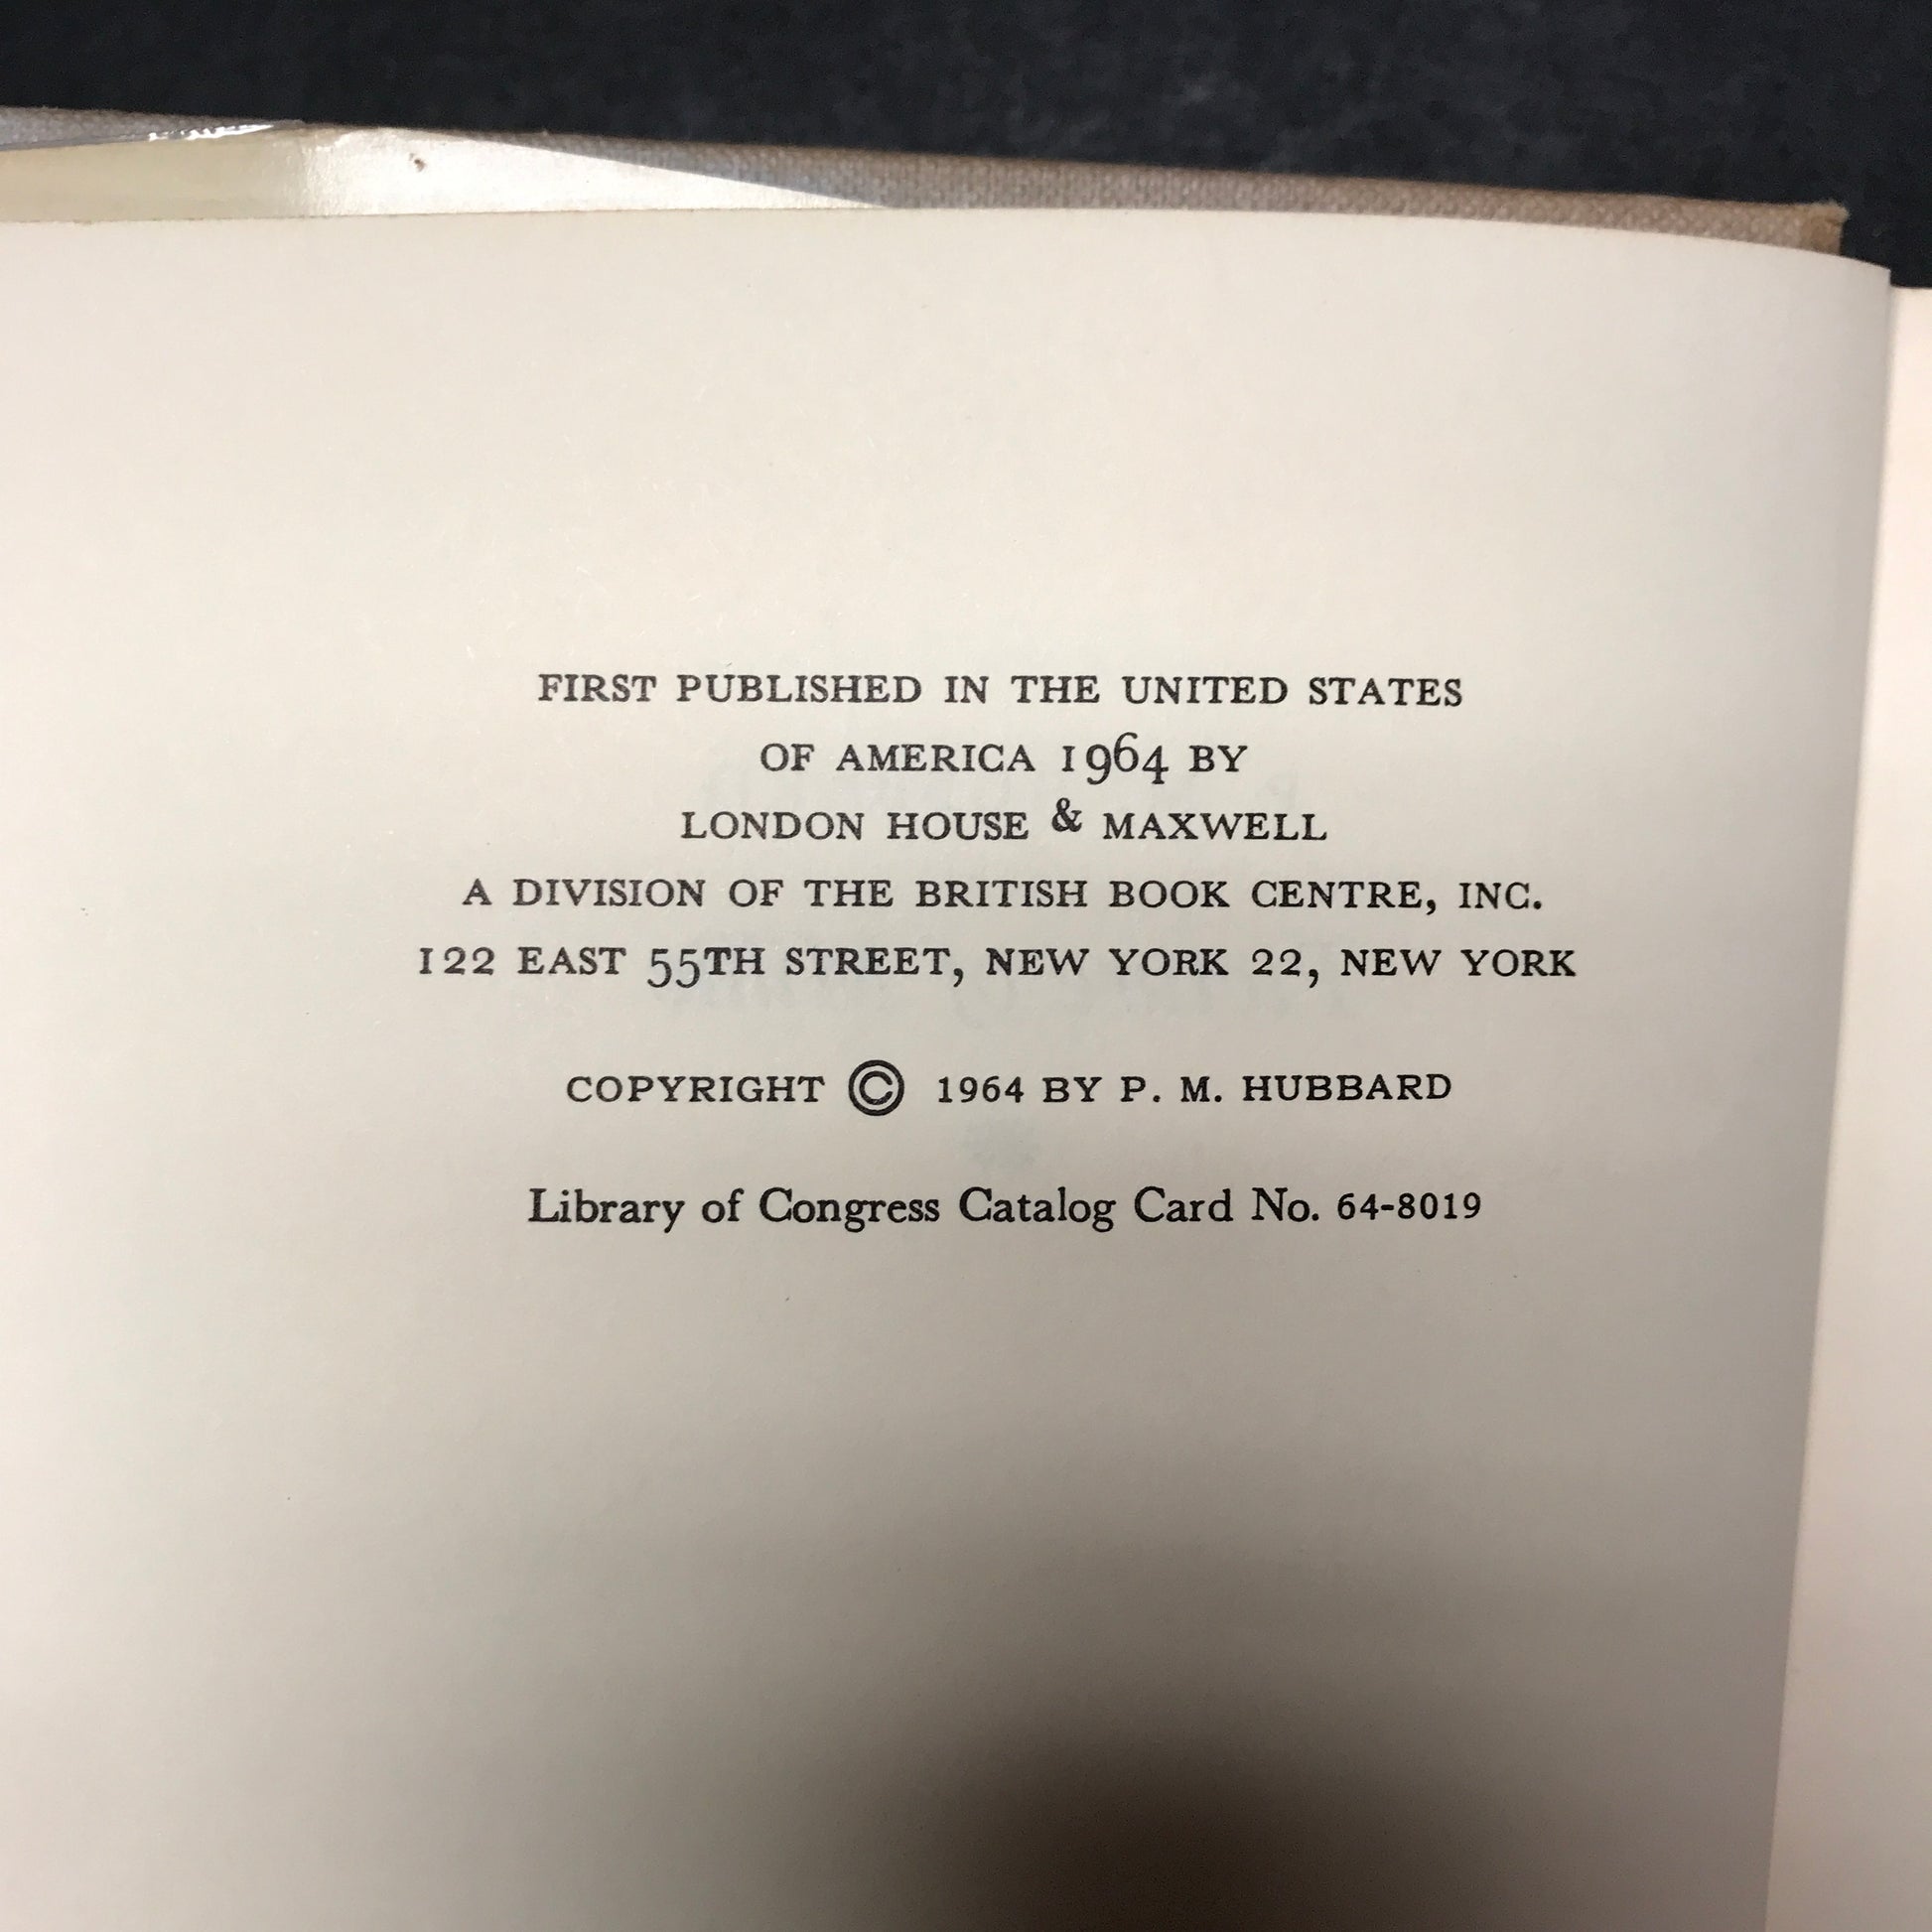 FIRST PUBLISHED IN THE UNITED STATES
OF AMERICA 1964 BY
LONDON HOUSE & MAXWELL
A DIVISION OF THE BRITISH BOOK CENTRE, INC.
122 EAST 55TH STREET, NEW YORK 22, NEW YORK
COPYRIGHT © 1964 BY P. M. HUBBARD
Library of Congress Catalog Card No. 64-8019